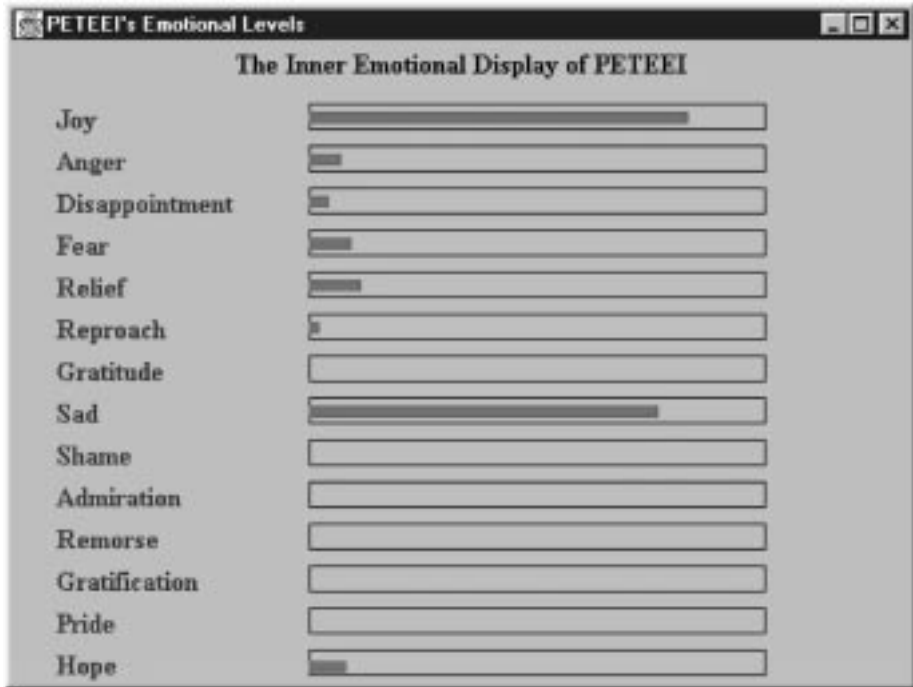 PETEEI's Emotional Levels
The Inner Emotional Display of PETEEI
Joy
Anger
Disappointment
Fear
Relief
Reproach
Gratitude
Sad
Shame
Admiration
Remorse
Gratification
Pride
Hope